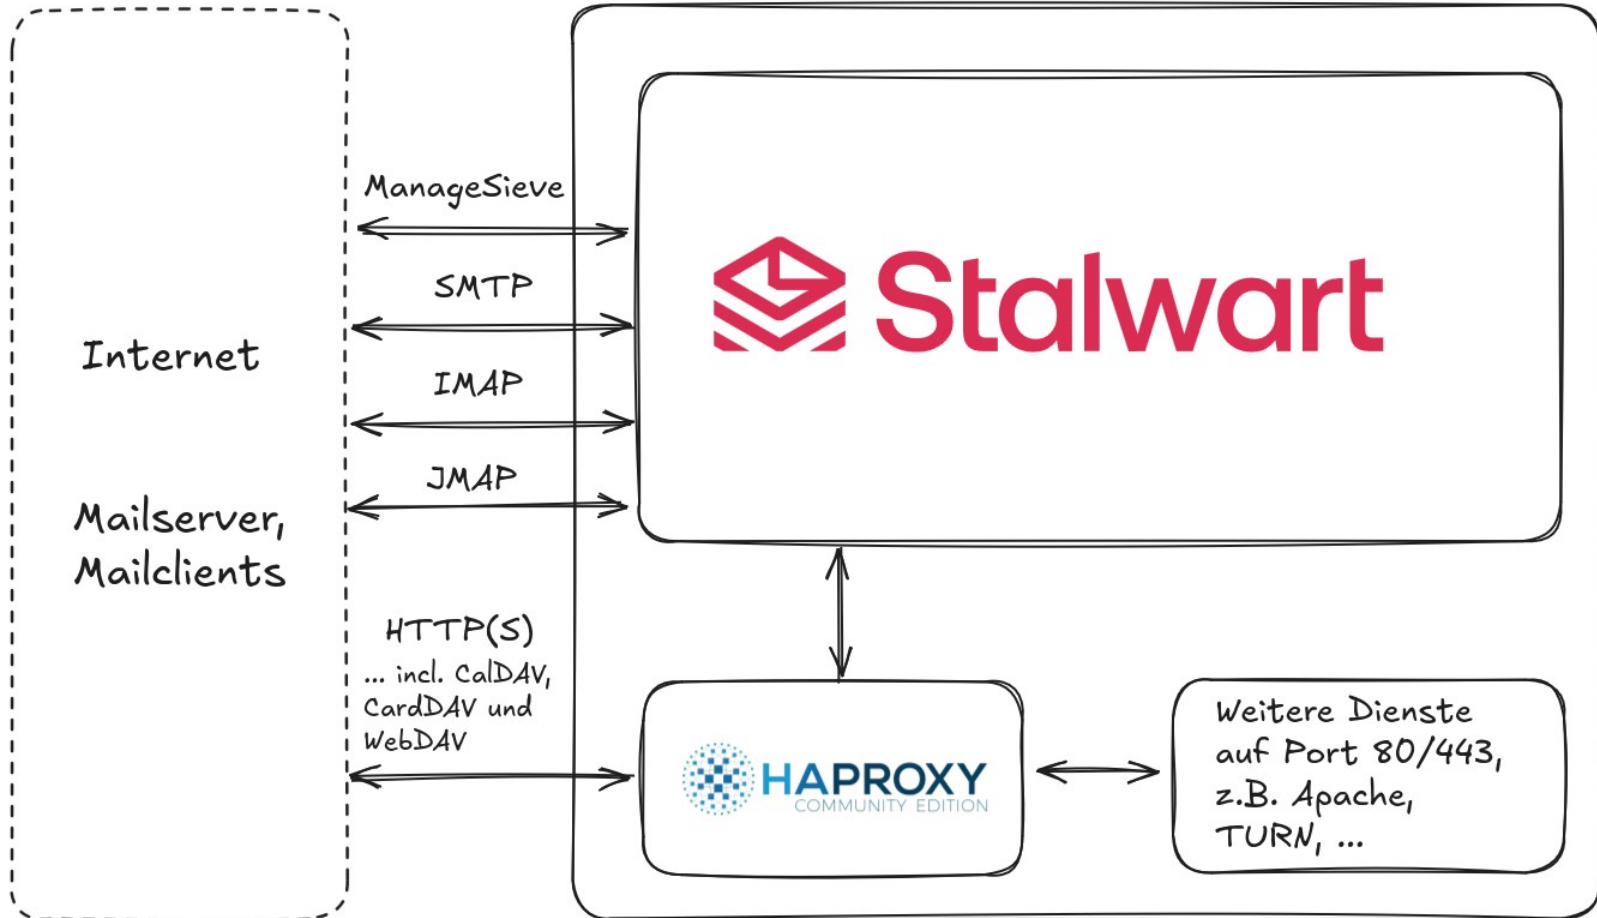 ManageSieve
SMTP
IMAP
JMAP
Internet
Mailserver,
Mailclients
HTTP(S)
... incl. CalDAV,
CardDAV und
WebDAV
Stalwart
HAPROXY
COMMUNITY EDITION
Weitere Dienste
auf Port 80/443,
z.B. Apache,
TURN, ...